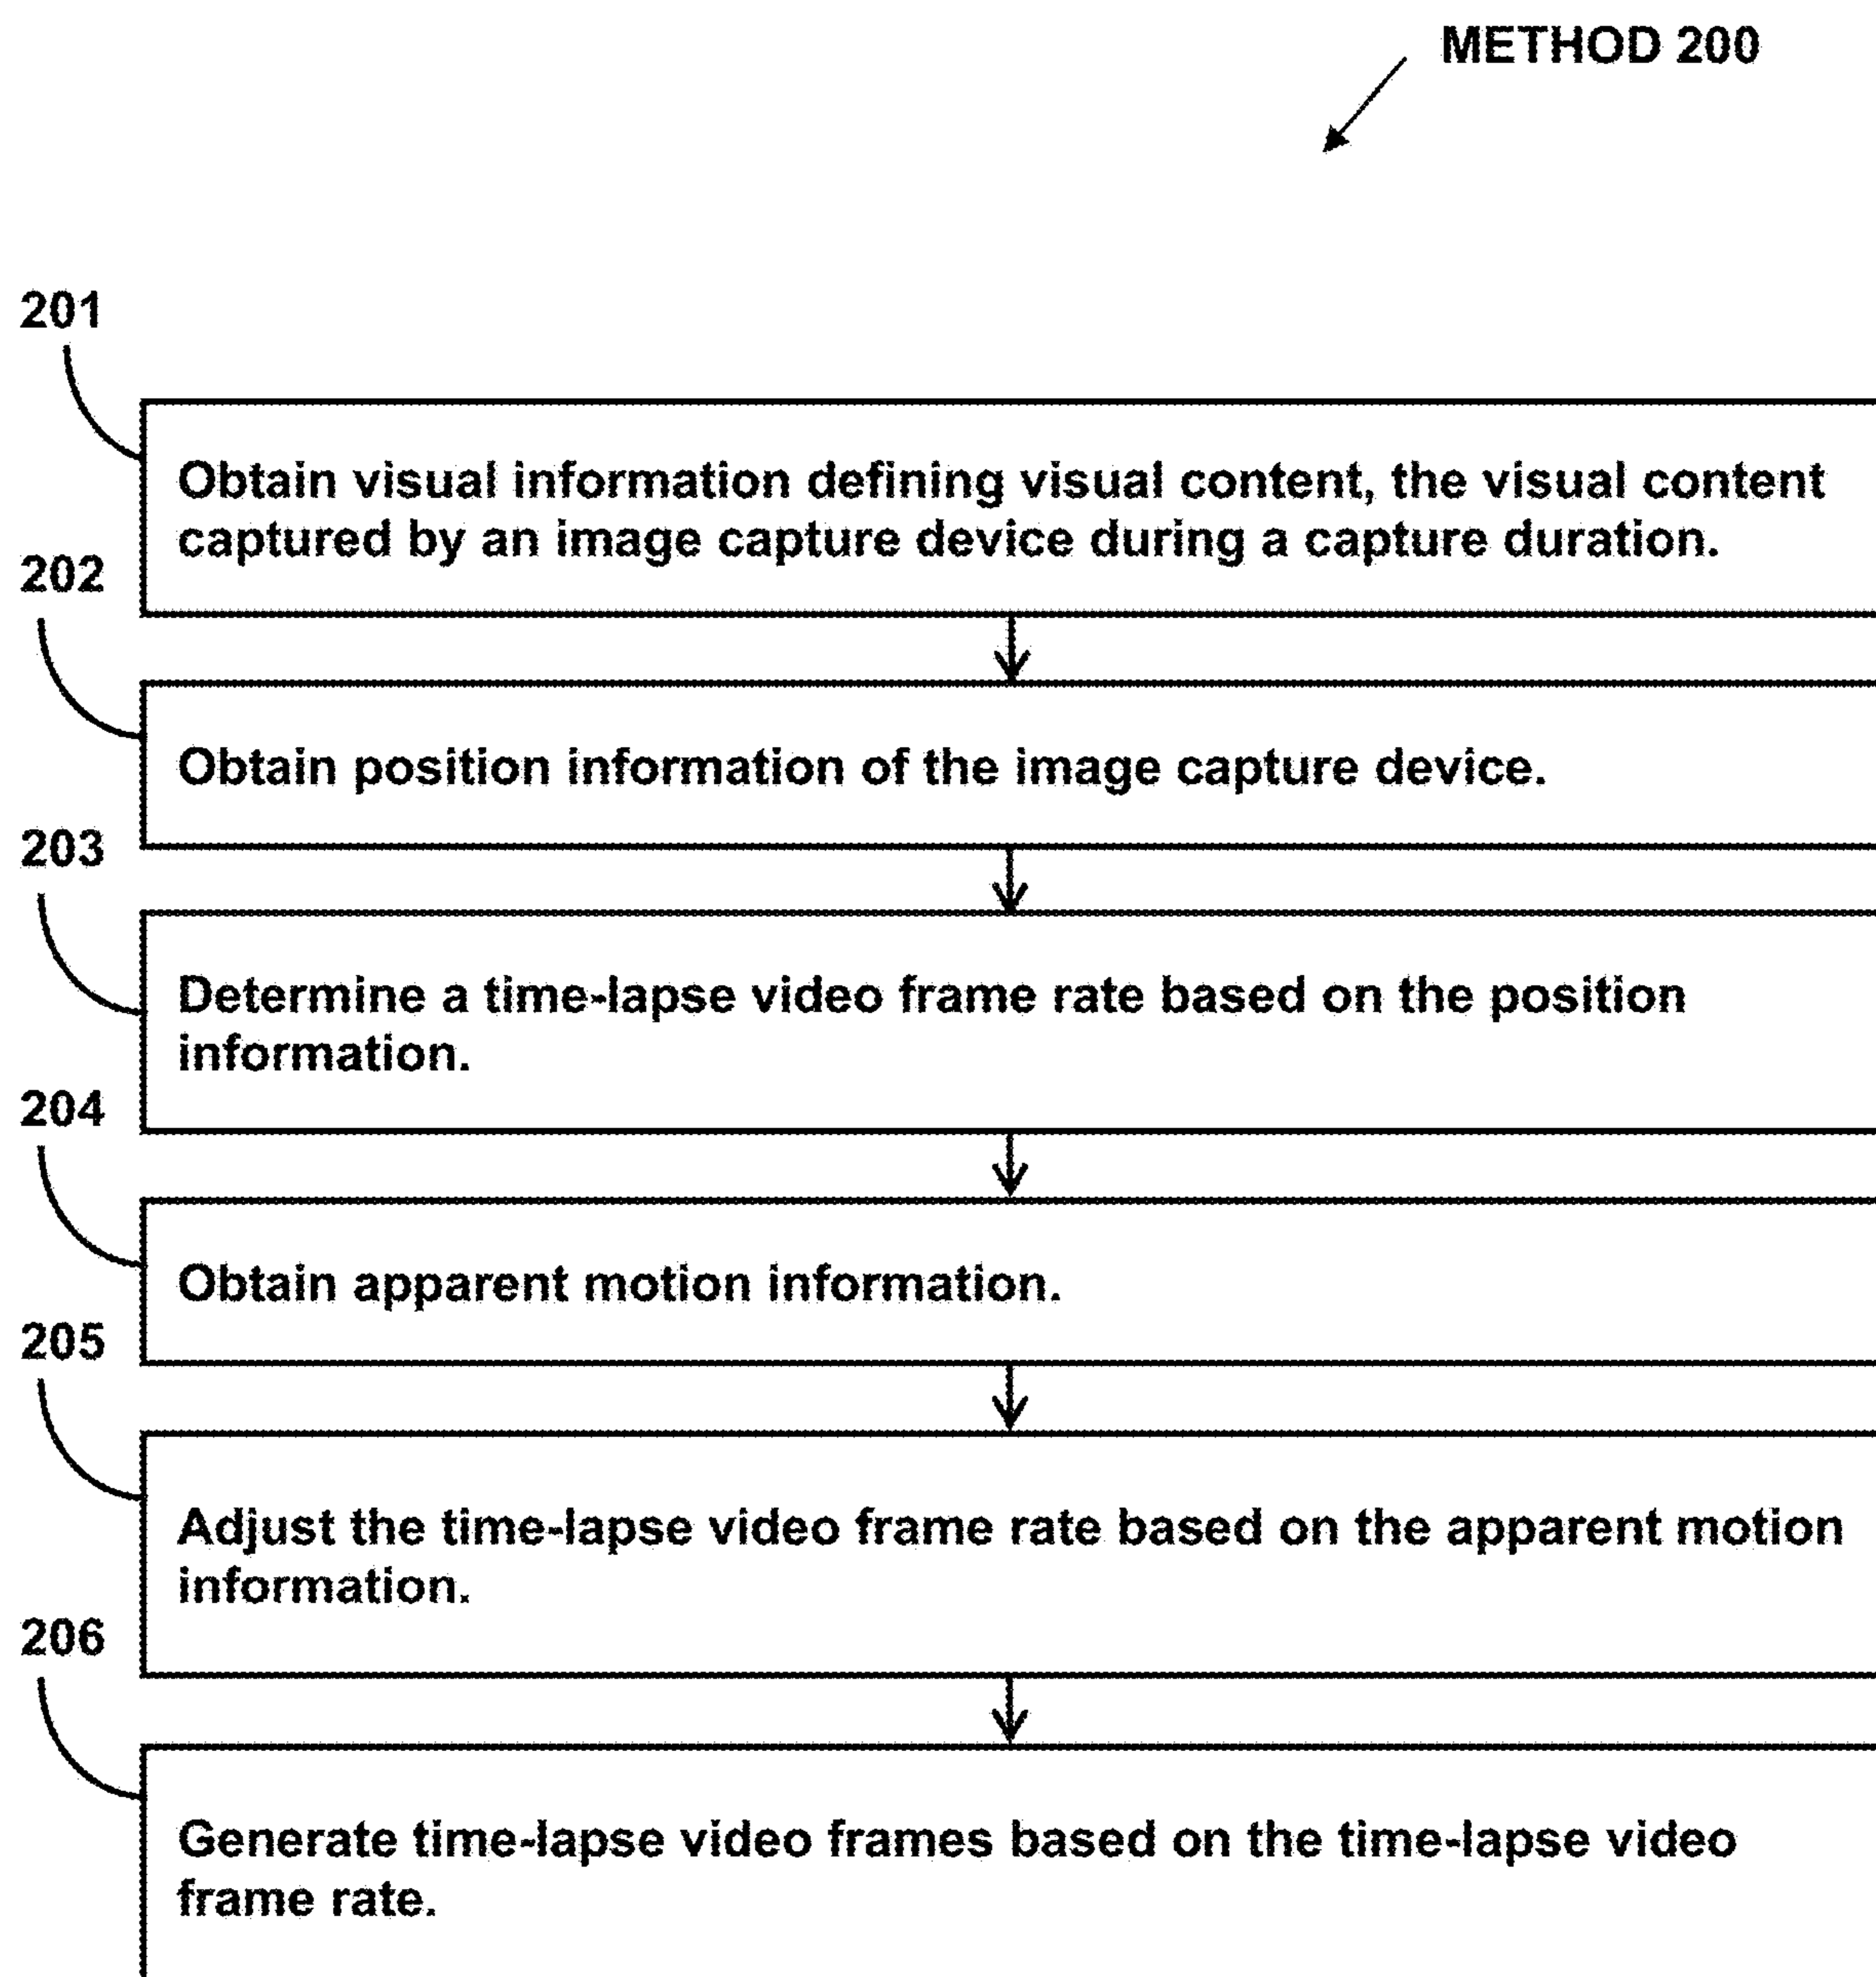 METHOD 200
201
Obtain visual information defining visual content, the visual content
captured by an image capture device during a capture duration.
202
Obtain position information of the image capture device.
203
Determine a time-lapse video frame rate based on the position
information.
204
Obtain apparent motion information.
205
Adjust the time-lapse video frame rate based on the apparent motion
information.
206
Generate time-lapse video frames based on the time-lapse video
frame rate.